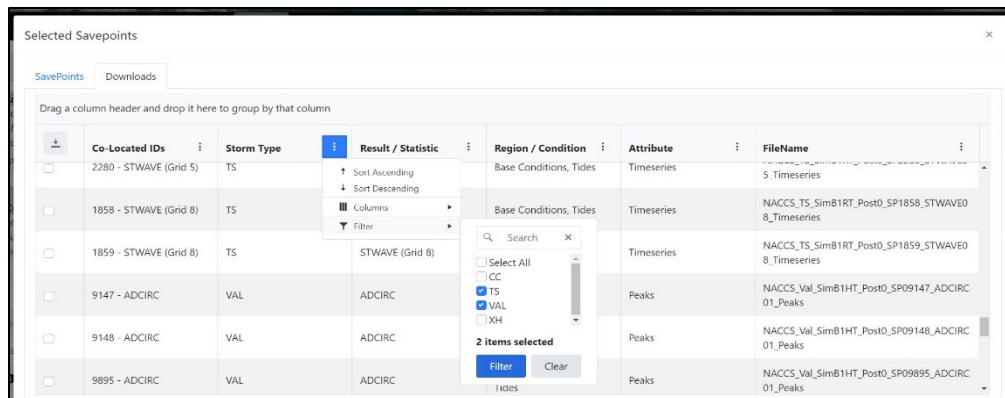 Selected Savepoints ×
SavePoints Downloads
Drag a column header and drop it here to group by that column
Co-Located IDs Storm Type Result / Statistic Region / Condition Attribute FileName
2280 - STWAVE (Grid 5) TS Base Conditions, Tides Timeseries
5_Timeseries
Sort Ascending
Sort Descending
Columns
Filter
1858 - STWAVE (Grid 8) TS Base Conditions, Tides Timeseries NACCS_TS_SimB1RT_Post0_SP1858_STWAVE0
8_Timeseries
Search ×
Select All
CC
TS
VAL
XH
2 items selected
Filter Clear
1859 - STWAVE (Grid 8) TS STWAVE (Grid 8) Timeseries NACCS_TS_SimB1RT_Post0_SP1859_STWAVE0
8_Timeseries
9147 - ADCIRC VAL ADCIRC Peaks NACCS_Val_SimB1HT_Post0_SP09147_ADCIRC
01_Peaks
9148 - ADCIRC VAL ADCIRC Peaks NACCS_Val_SimB1HT_Post0_SP09148_ADCIRC
01_Peaks
9895 - ADCIRC VAL ADCIRC Tides Peaks NACCS_Val_SimB1HT_Post0_SP09895_ADCIRC
01_Peaks